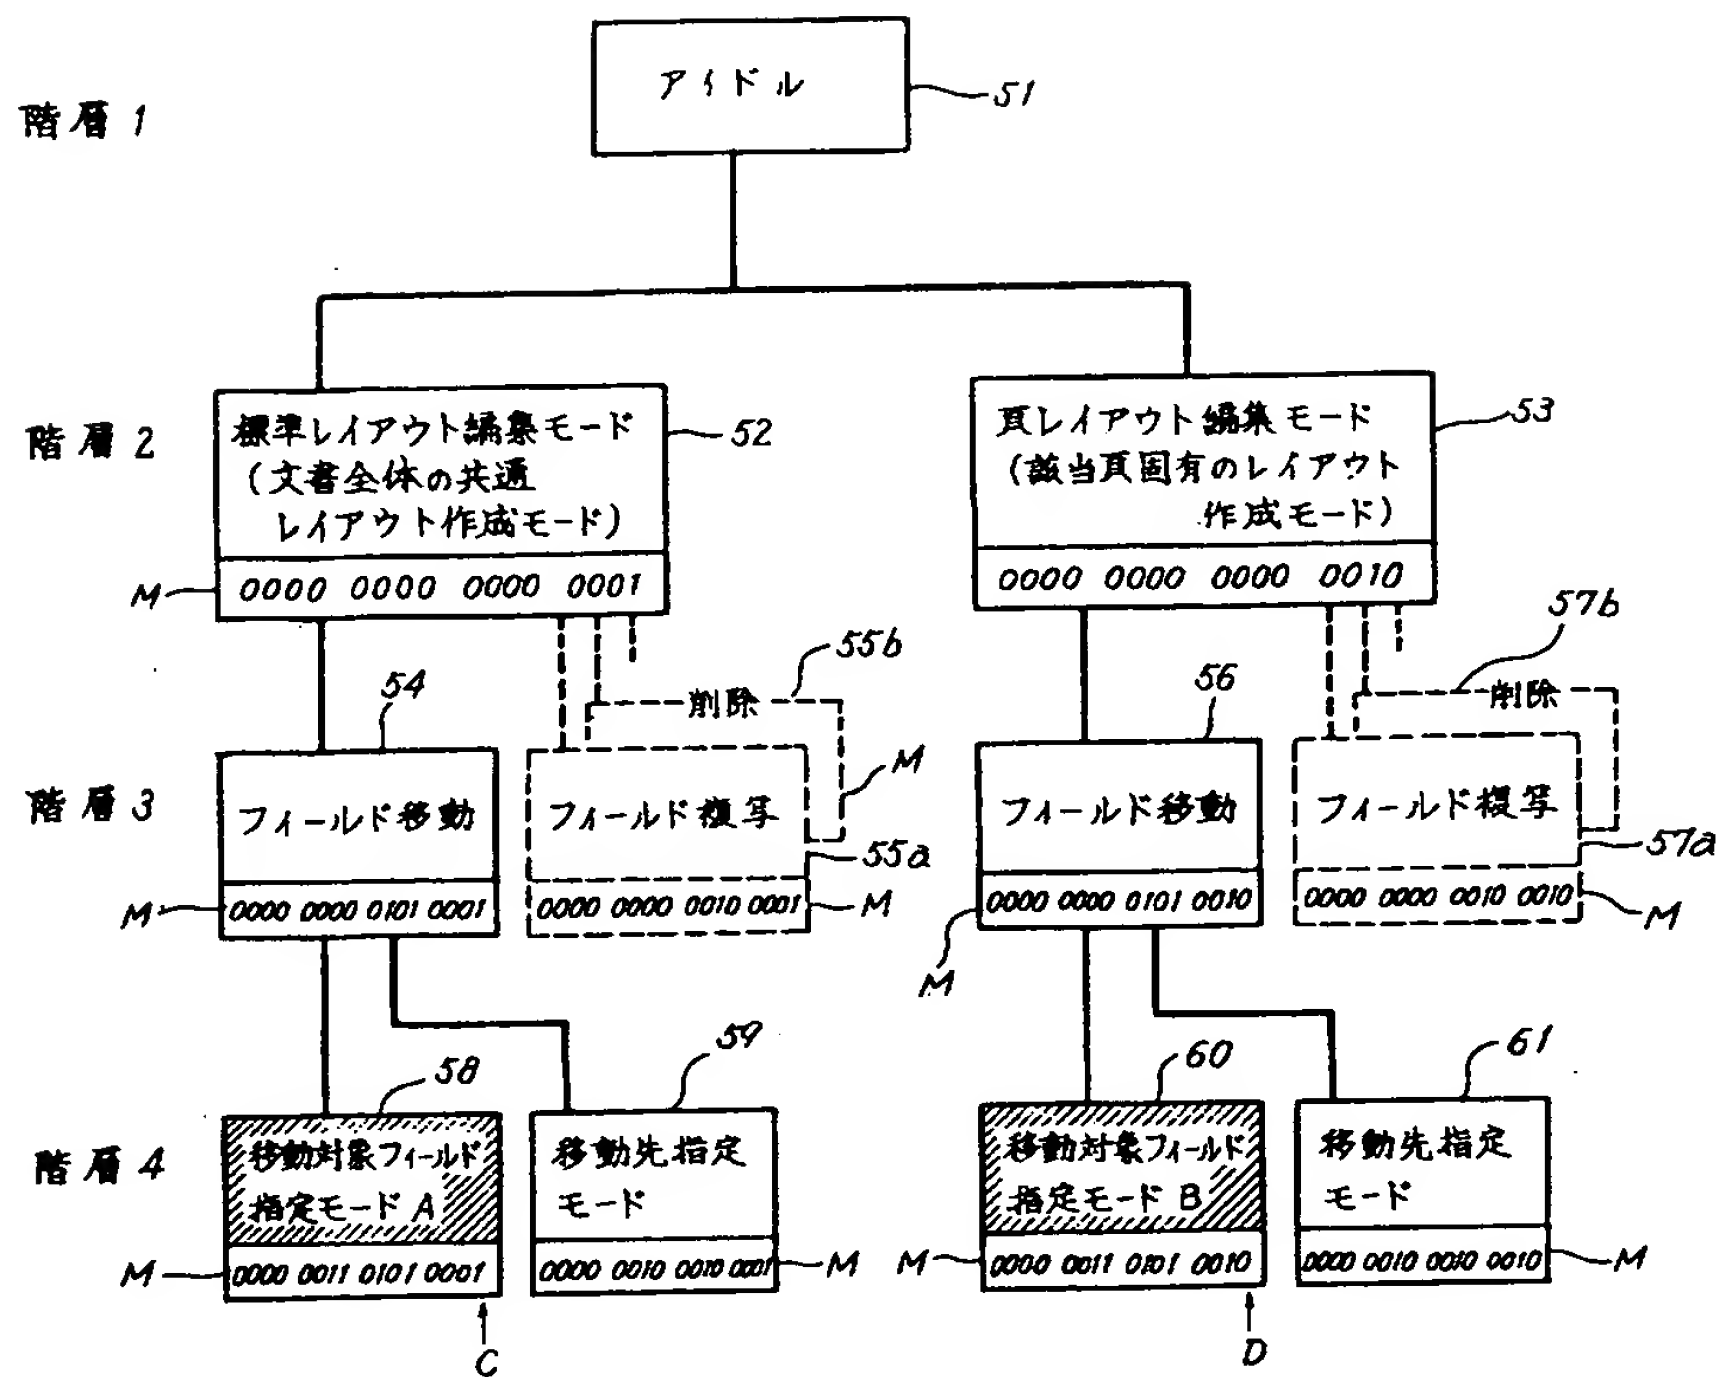 アイドル
51
階層1
階層2
標準レイアウト編集モード
(文書全体の共通
レイアウト作成モード)
52
M
0000 0000 0000 0001
頁レイアウト編集モード
(該当頁固有のレイアウト
作成モード)
53
0000 0000 0000 0010
階層3
54
フィールド移動
M
0000 0000 0101 0001
55b
削除
M
フィールド複写
55a
0000 0000 0010 0001
M
56
フィールド移動
0000 0000 0101 0010
M
57b
削除
フィールド複写
57a
0000 0000 0010 0010
M
階層4
58
移動対象フィールド
指定モード A
M
0000 0011 0101 0001
C
59
移動先指定
モード
0000 0010 0010 0001
M
60
移動対象フィールド
指定モード B
M
0000 0011 0101 0010
D
61
移動先指定
モード
0000 0010 0010 0010
M